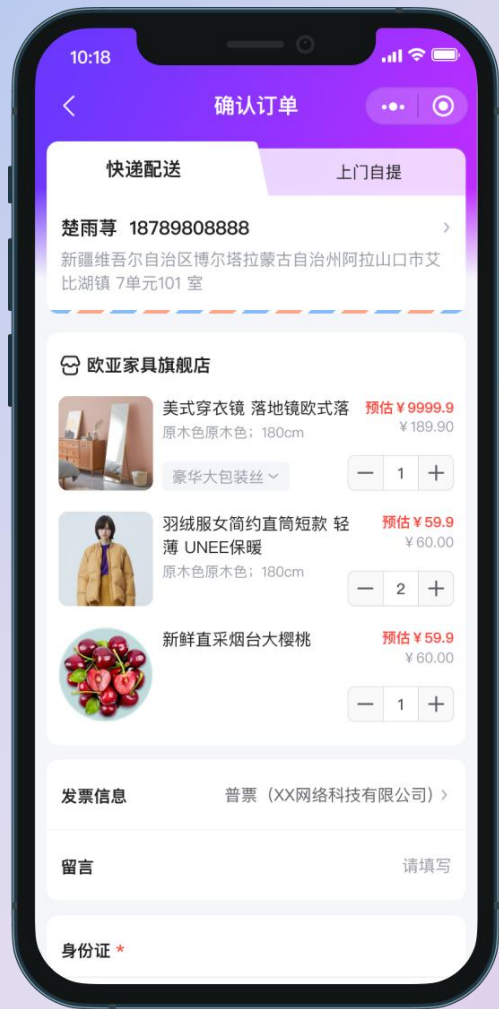 10:18
确认订单
快递配送
上门自提
楚雨荨 18789808888
新疆维吾尔自治区博尔塔拉蒙古自治州阿拉山口市艾
比湖镇 7单元101 室
欧亚家具旗舰店
美式穿衣镜 落地镜欧式落 预估￥9999.9
原木色原木色；180cm ￥189.90
豪华大包装丝 1
羽绒服女简约直筒短款 轻 预估￥59.9
薄 UNEE保暖 ￥60.00
原木色原木色；180cm
2
新鲜直采烟台大樱桃 预估￥59.9
￥60.00
1
发票信息 普票（XX网络科技有限公司）
留言 请填写
身份证 *